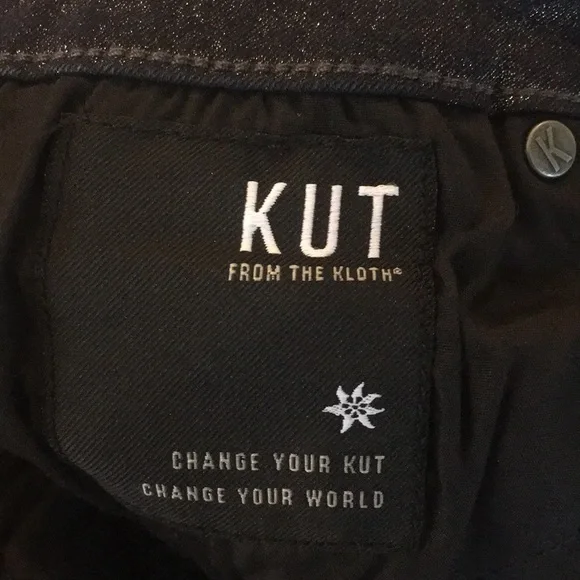 KUT
FROM THE KLOTH®
K
CHANGE YOUR KUT
CHANGE YOUR WORLD